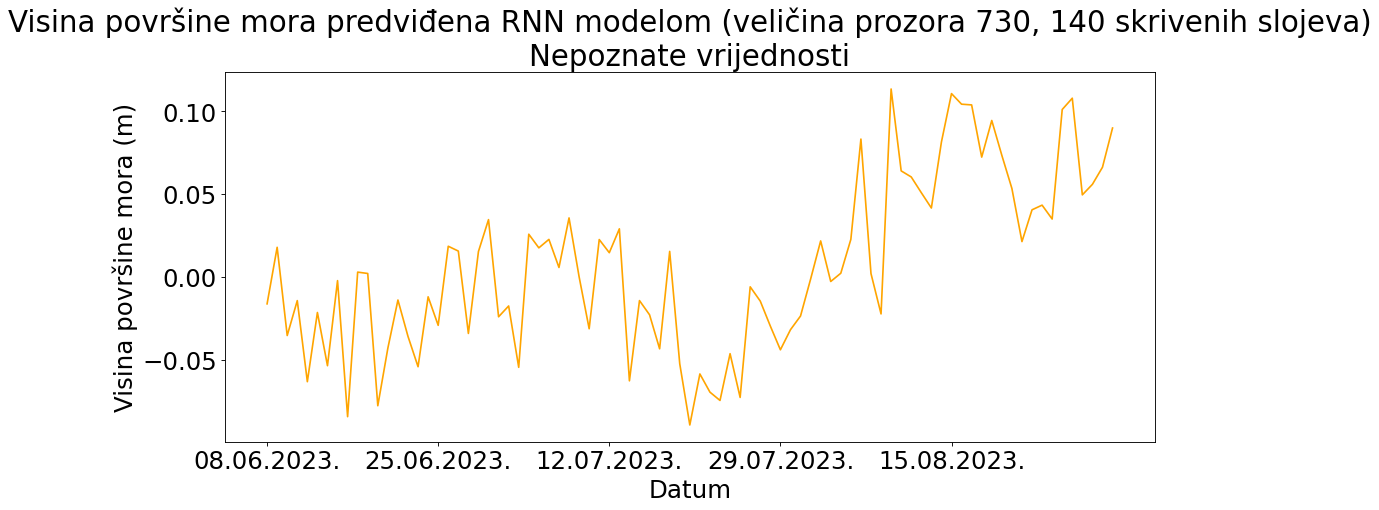 Visina površine mora predviđena RNN modelom (veličina prozora 730, 140 skrivenih slojeva)
Nepoznate vrijednosti
Visina površine mora (m)
0.10
0.05
0.00
−0.05
08.06.2023. 25.06.2023. 12.07.2023. 29.07.2023. 15.08.2023.
Datum